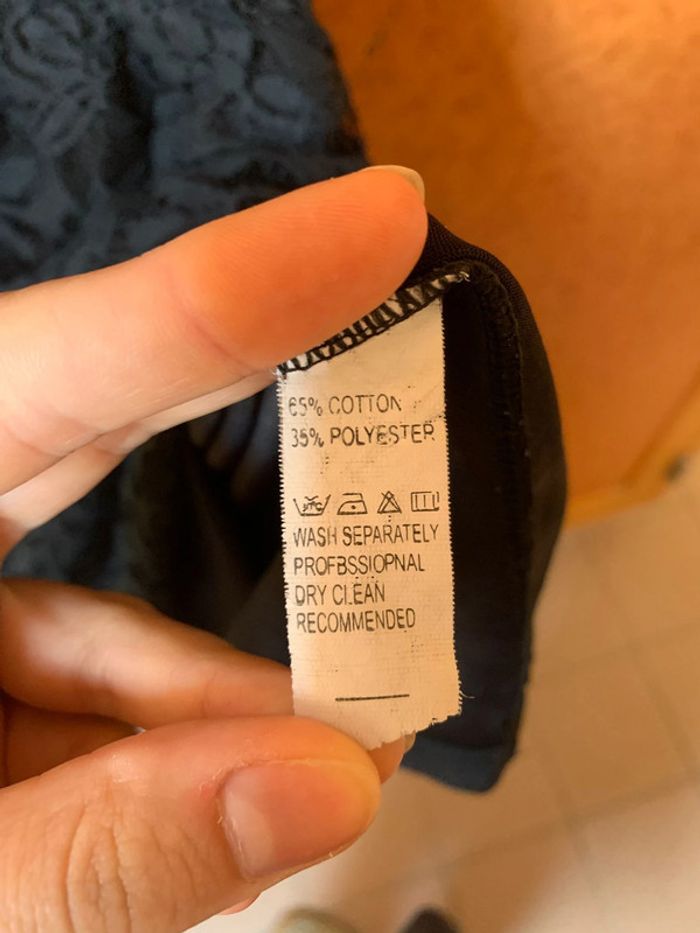 65% COTTON
35% POLYESTER
WASH SEPARATELY
PROFBSSIOPNAL
DRY CLEAN
RECOMMENDED